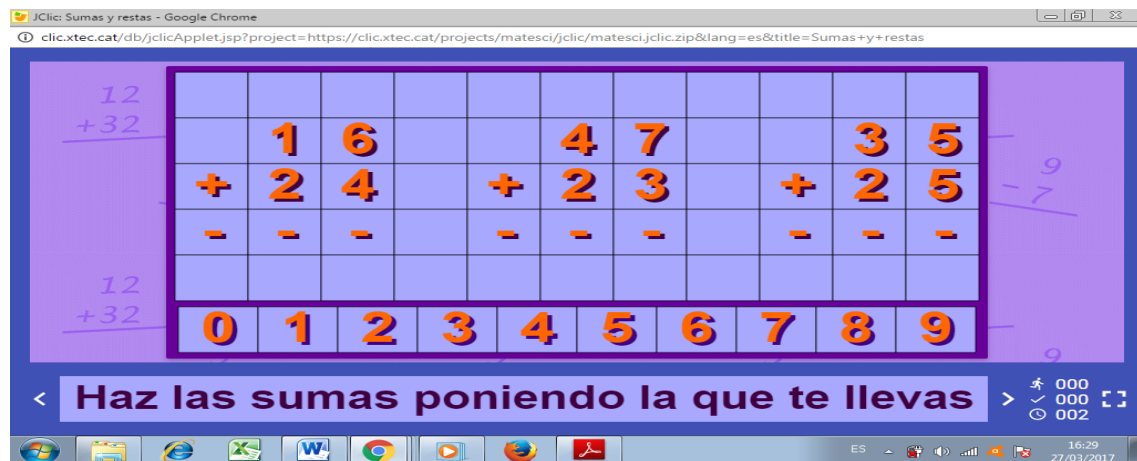 JClic: Sumas y restas - Google Chrome
clic.xtec.cat/db/jclicApplet.jsp?project=https://clic.xtec.cat/projects/matesci/jclic/matesci.jclic.zip&lang=es&title=Sumas+y+restas
12
+32
1 6 4 7 3 5
+ 2 4 + 2 3 + 2 5
- - - - - - - - -
9
- 7
12
+32
9
0 1 2 3 4 5 6 7 8 9
< Haz las sumas poniendo la que te llevas >
000
000
002
ES 16:29
27/03/2017